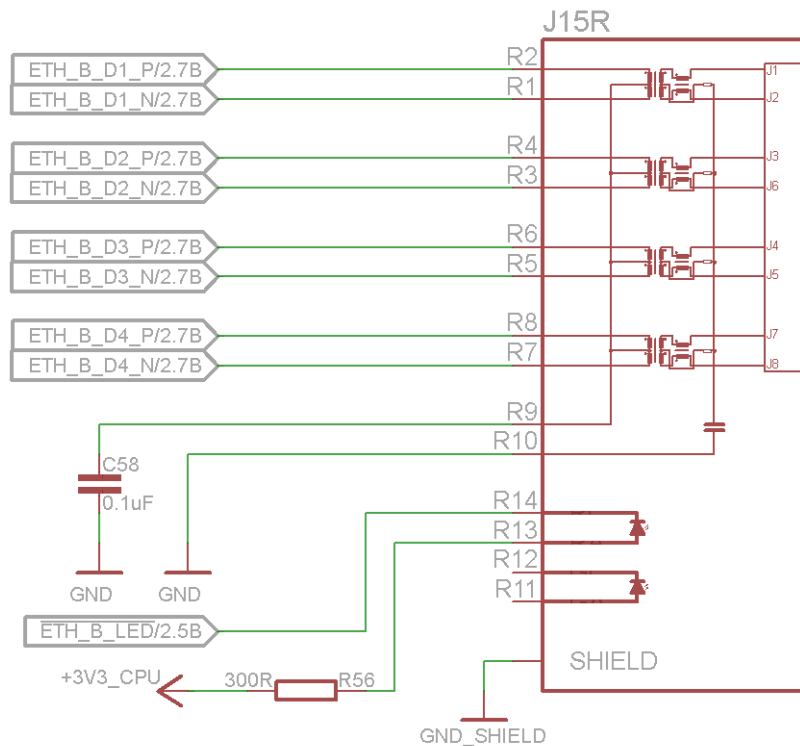 J15R
ETH_B_D1_P/2.7B R2 J1
ETH_B_D1_N/2.7B R1 J2
ETH_B_D2_P/2.7B R4 J3
ETH_B_D2_N/2.7B R3 J6
ETH_B_D3_P/2.7B R6 J4
ETH_B_D3_N/2.7B R5 J5
ETH_B_D4_P/2.7B R8 J7
ETH_B_D4_N/2.7B R7 J8
R9
R10
C58
0.1uF
R14
R13
R12
R11
GND GND
ETH_B_LED/2.5B
SHIELD
+3V3_CPU 300R R56
GND_SHIELD